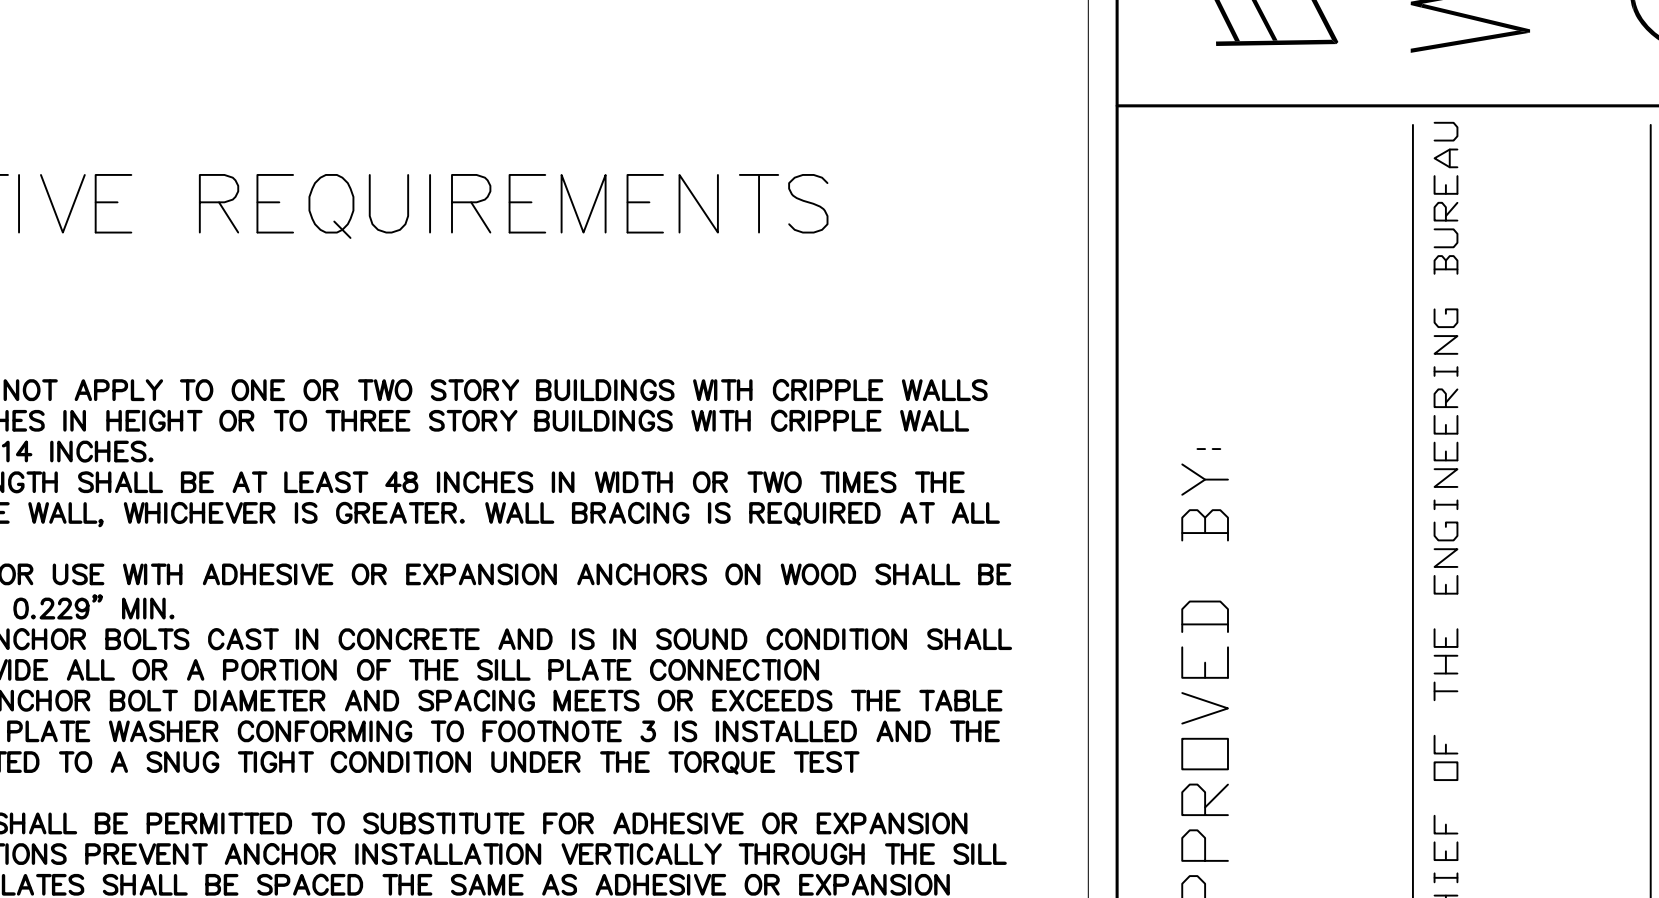 TIVE REQUIREMENTS
NOT APPLY TO ONE OR TWO STORY BUILDINGS WITH CRIPPLE WALLS
HES IN HEIGHT OR TO THREE STORY BUILDINGS WITH CRIPPLE WALL
14 INCHES.
NGTH SHALL BE AT LEAST 48 INCHES IN WIDTH OR TWO TIMES THE
E WALL, WHICHEVER IS GREATER. WALL BRACING IS REQUIRED AT ALL
OR USE WITH ADHESIVE OR EXPANSION ANCHORS ON WOOD SHALL BE
0.229” MIN.
NCHOR BOLTS CAST IN CONCRETE AND IS IN SOUND CONDITION SHALL
VIDE ALL OR A PORTION OF THE SILL PLATE CONNECTION
NCHOR BOLT DIAMETER AND SPACING MEETS OR EXCEEDS THE TABLE
PLATE WASHER CONFORMING TO FOOTNOTE 3 IS INSTALLED AND THE
TED TO A SNUG TIGHT CONDITION UNDER THE TORQUE TEST
SHALL BE PERMITTED TO SUBSTITUTE FOR ADHESIVE OR EXPANSION
TIONS PREVENT ANCHOR INSTALLATION VERTICALLY THROUGH THE SILL
LATES SHALL BE SPACED THE SAME AS ADHESIVE OR EXPANSION
PPROVED BY:
HIEF OF THE ENGINEERING BUREAU